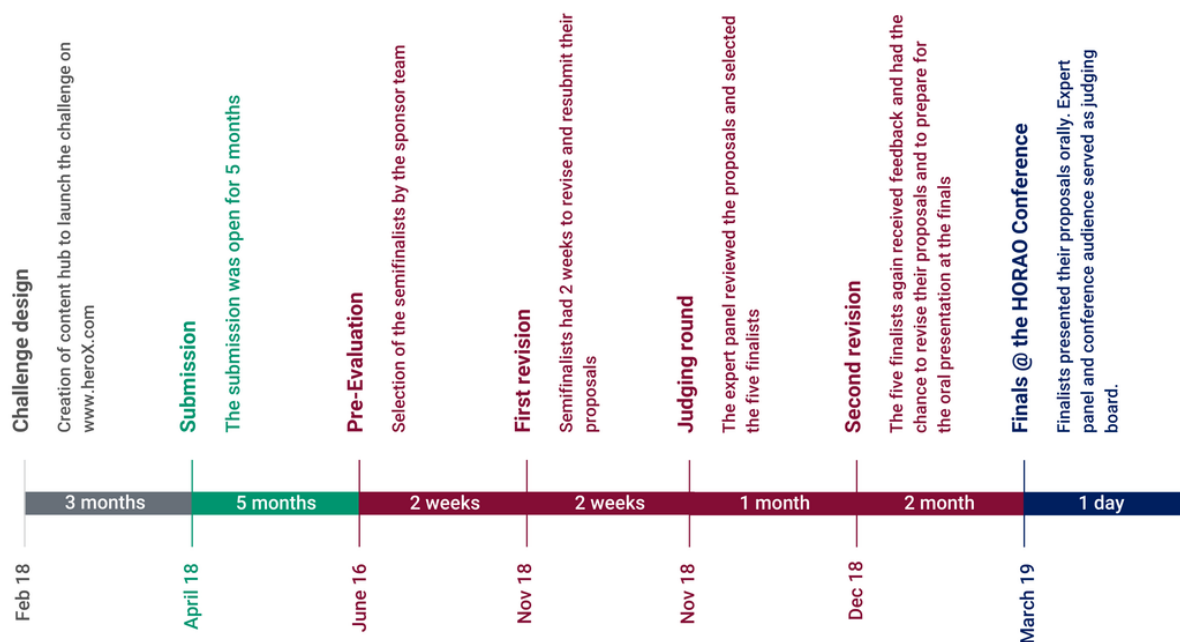 Challenge design
Creation of content hub to launch the challenge on
www.heroX.com
Submission
The submission was open for 5 months
Pre-Evaluation
Selection of the semifinalists by the sponsor team
First revision
Semifinalists had 2 weeks to revise and resubmit their
proposals
Judging round
The expert panel reviewed the proposals and selected
the five finalists
Second revision
The five finalists again received feedback and had the
chance to revise their proposals and to prepare for
the oral presentation at the finals
Finals @ the HORAO Conference
Finalists presented their proposals orally. Expert
panel and conference audience served as judging
board.
3 months
5 months
2 weeks
2 weeks
1 month
2 month
1 day
Feb 18
April 18
June 16
Nov 18
Nov 18
Dec 18
March 19